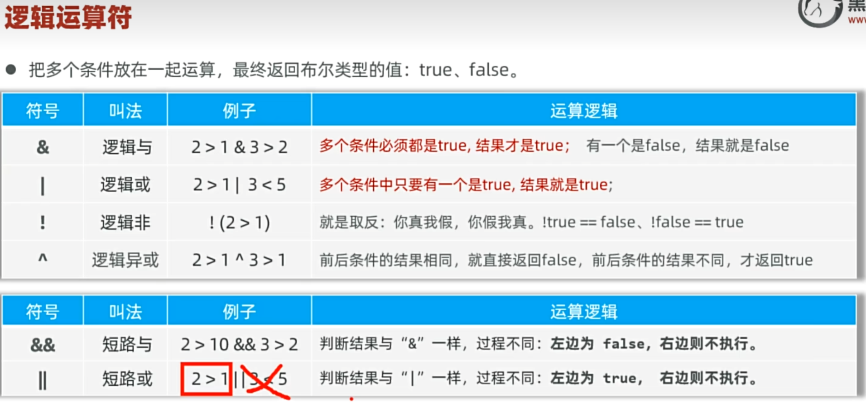 逻辑运算符
黑
www
● 把多个条件放在一起运算，最终返回布尔类型的值：true、false。
符号 叫法 例子 运算逻辑
& 逻辑与 2 > 1 & 3 > 2 多个条件必须都是true, 结果才是true； 有一个是false，结果就是false
| 逻辑或 2 > 1 | 3 < 5 多个条件中只要有一个是true, 结果就是true;
! 逻辑非 ! (2 > 1) 就是取反：你真我假，你假我真。!true == false、!false == true
^ 逻辑异或 2 > 1 ^ 3 > 1 前后条件的结果相同，就直接返回false，前后条件的结果不同，才返回true
符号 叫法 例子 运算逻辑
&& 短路与 2 > 10 && 3 > 2 判断结果与“&”一样，过程不同：左边为 false，右边则不执行。
|| 短路或 2 > 1 || 3 < 5 判断结果与“|”一样，过程不同：左边为 true， 右边则不执行。